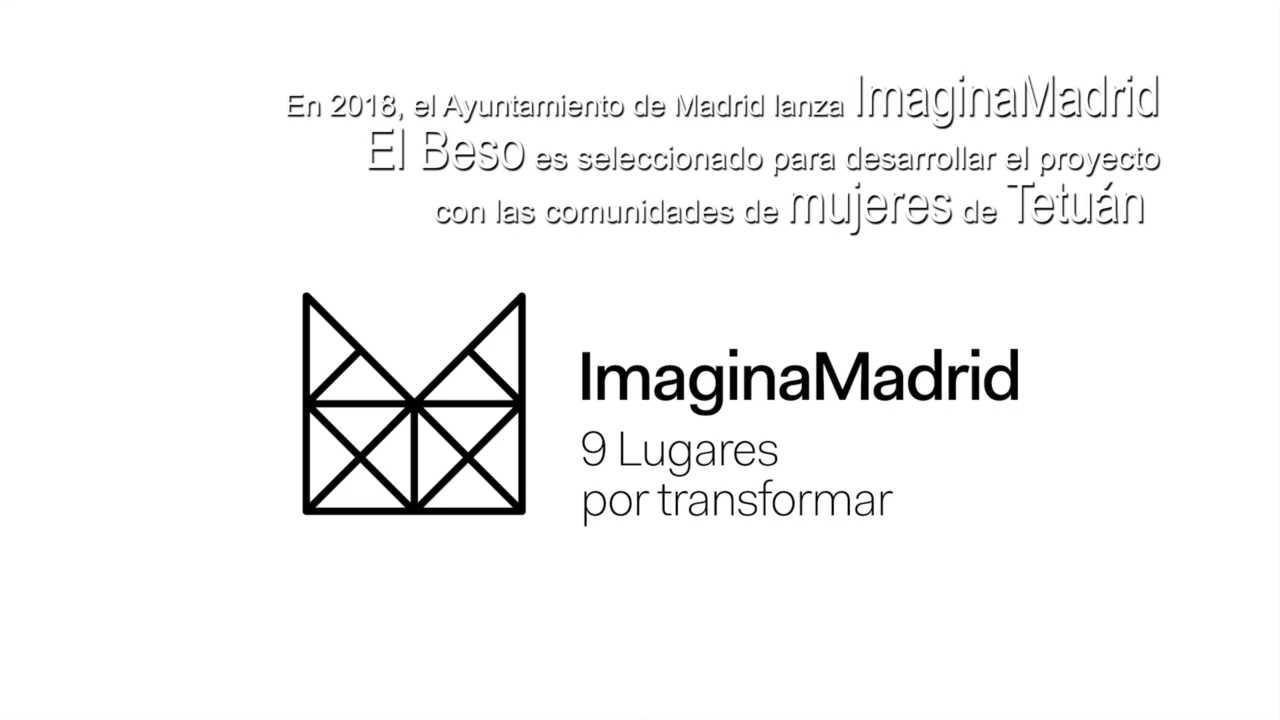 En 2018, el Ayuntamiento de Madrid lanza ImaginaMadrid
El Beso es seleccionado para desarrollar el proyecto
con las comunidades de mujeres de Tetuán
ImaginaMadrid
9 Lugares
por transformar